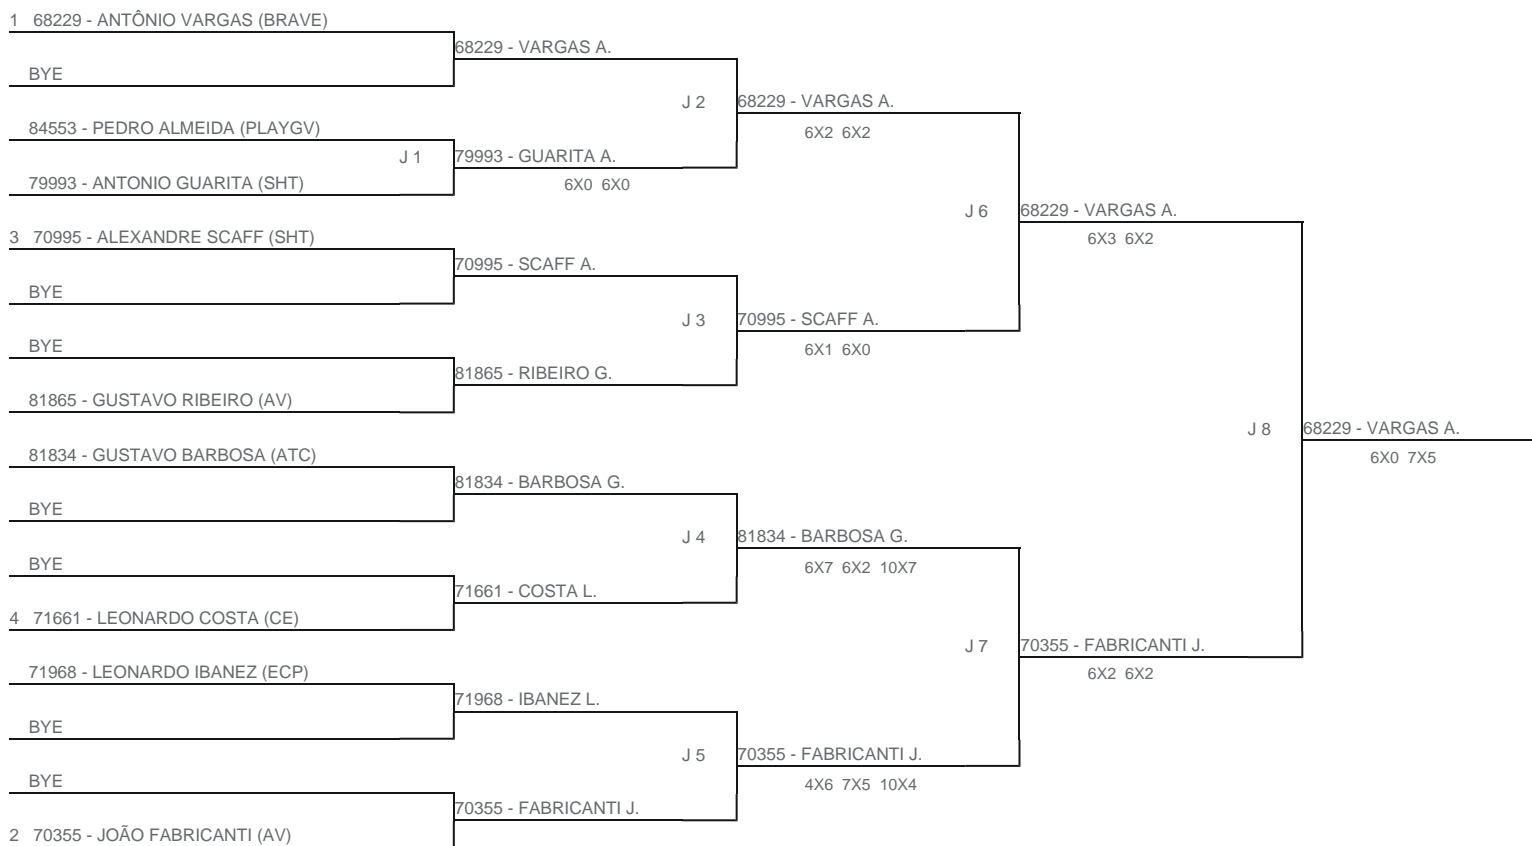 1 68229 - ANTÔNIO VARGAS (BRAVE)
68229 - VARGAS A.
BYE
J 2
68229 - VARGAS A.
6X2 6X2
84553 - PEDRO ALMEIDA (PLAYGV)
J 1
79993 - GUARITA A.
6X0 6X0
79993 - ANTONIO GUARITA (SHT)
J 6
68229 - VARGAS A.
6X3 6X2
3 70995 - ALEXANDRE SCAFF (SHT)
70995 - SCAFF A.
BYE
J 3
70995 - SCAFF A.
6X1 6X0
BYE
81865 - RIBEIRO G.
81865 - GUSTAVO RIBEIRO (AV)
J 8
68229 - VARGAS A.
6X0 7X5
81834 - GUSTAVO BARBOSA (ATC)
81834 - BARBOSA G.
BYE
J 4
81834 - BARBOSA G.
6X7 6X2 10X7
BYE
71661 - COSTA L.
4 71661 - LEONARDO COSTA (CE)
J 7
70355 - FABRICANTI J.
6X2 6X2
71968 - LEONARDO IBANEZ (ECP)
71968 - IBANEZ L.
BYE
J 5
70355 - FABRICANTI J.
4X6 7X5 10X4
BYE
70355 - FABRICANTI J.
2 70355 - JOÃO FABRICANTI (AV)